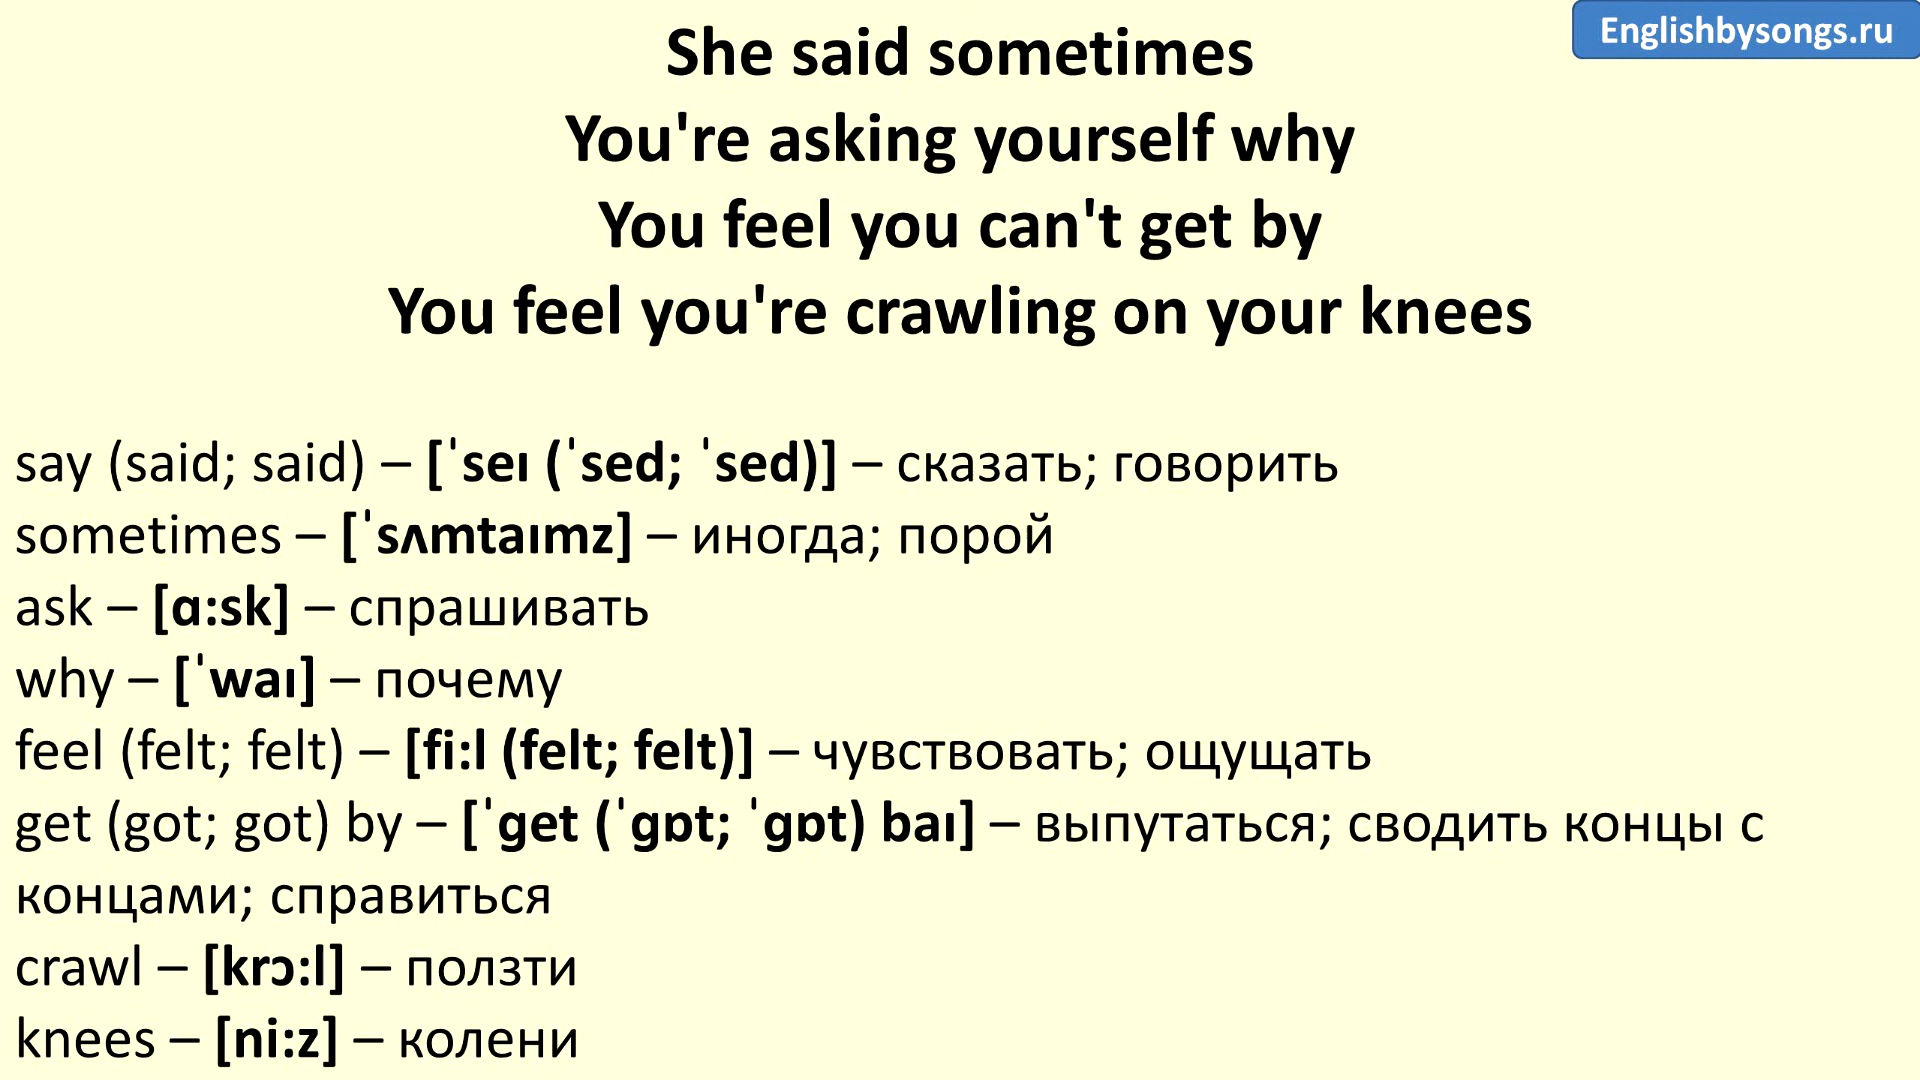 Englishbysongs.ru
She said sometimes
You're asking yourself why
You feel you can't get by
You feel you're crawling on your knees
say (said; said) – [ˈseɪ (ˈsed; ˈsed)] – сказать; говорить
sometimes – [ˈsʌmtaɪmz] – иногда; порой
ask – [ɑ:sk] – спрашивать
why – [ˈwaɪ] – почему
feel (felt; felt) – [fi:l (felt; felt)] – чувствовать; ощущать
get (got; got) by – [ˈget (ˈgɒt; ˈgɒt) baɪ] – выпутаться; сводить концы с
концами; справиться
crawl – [krɔ:l] – ползти
knees – [ni:z] – колени